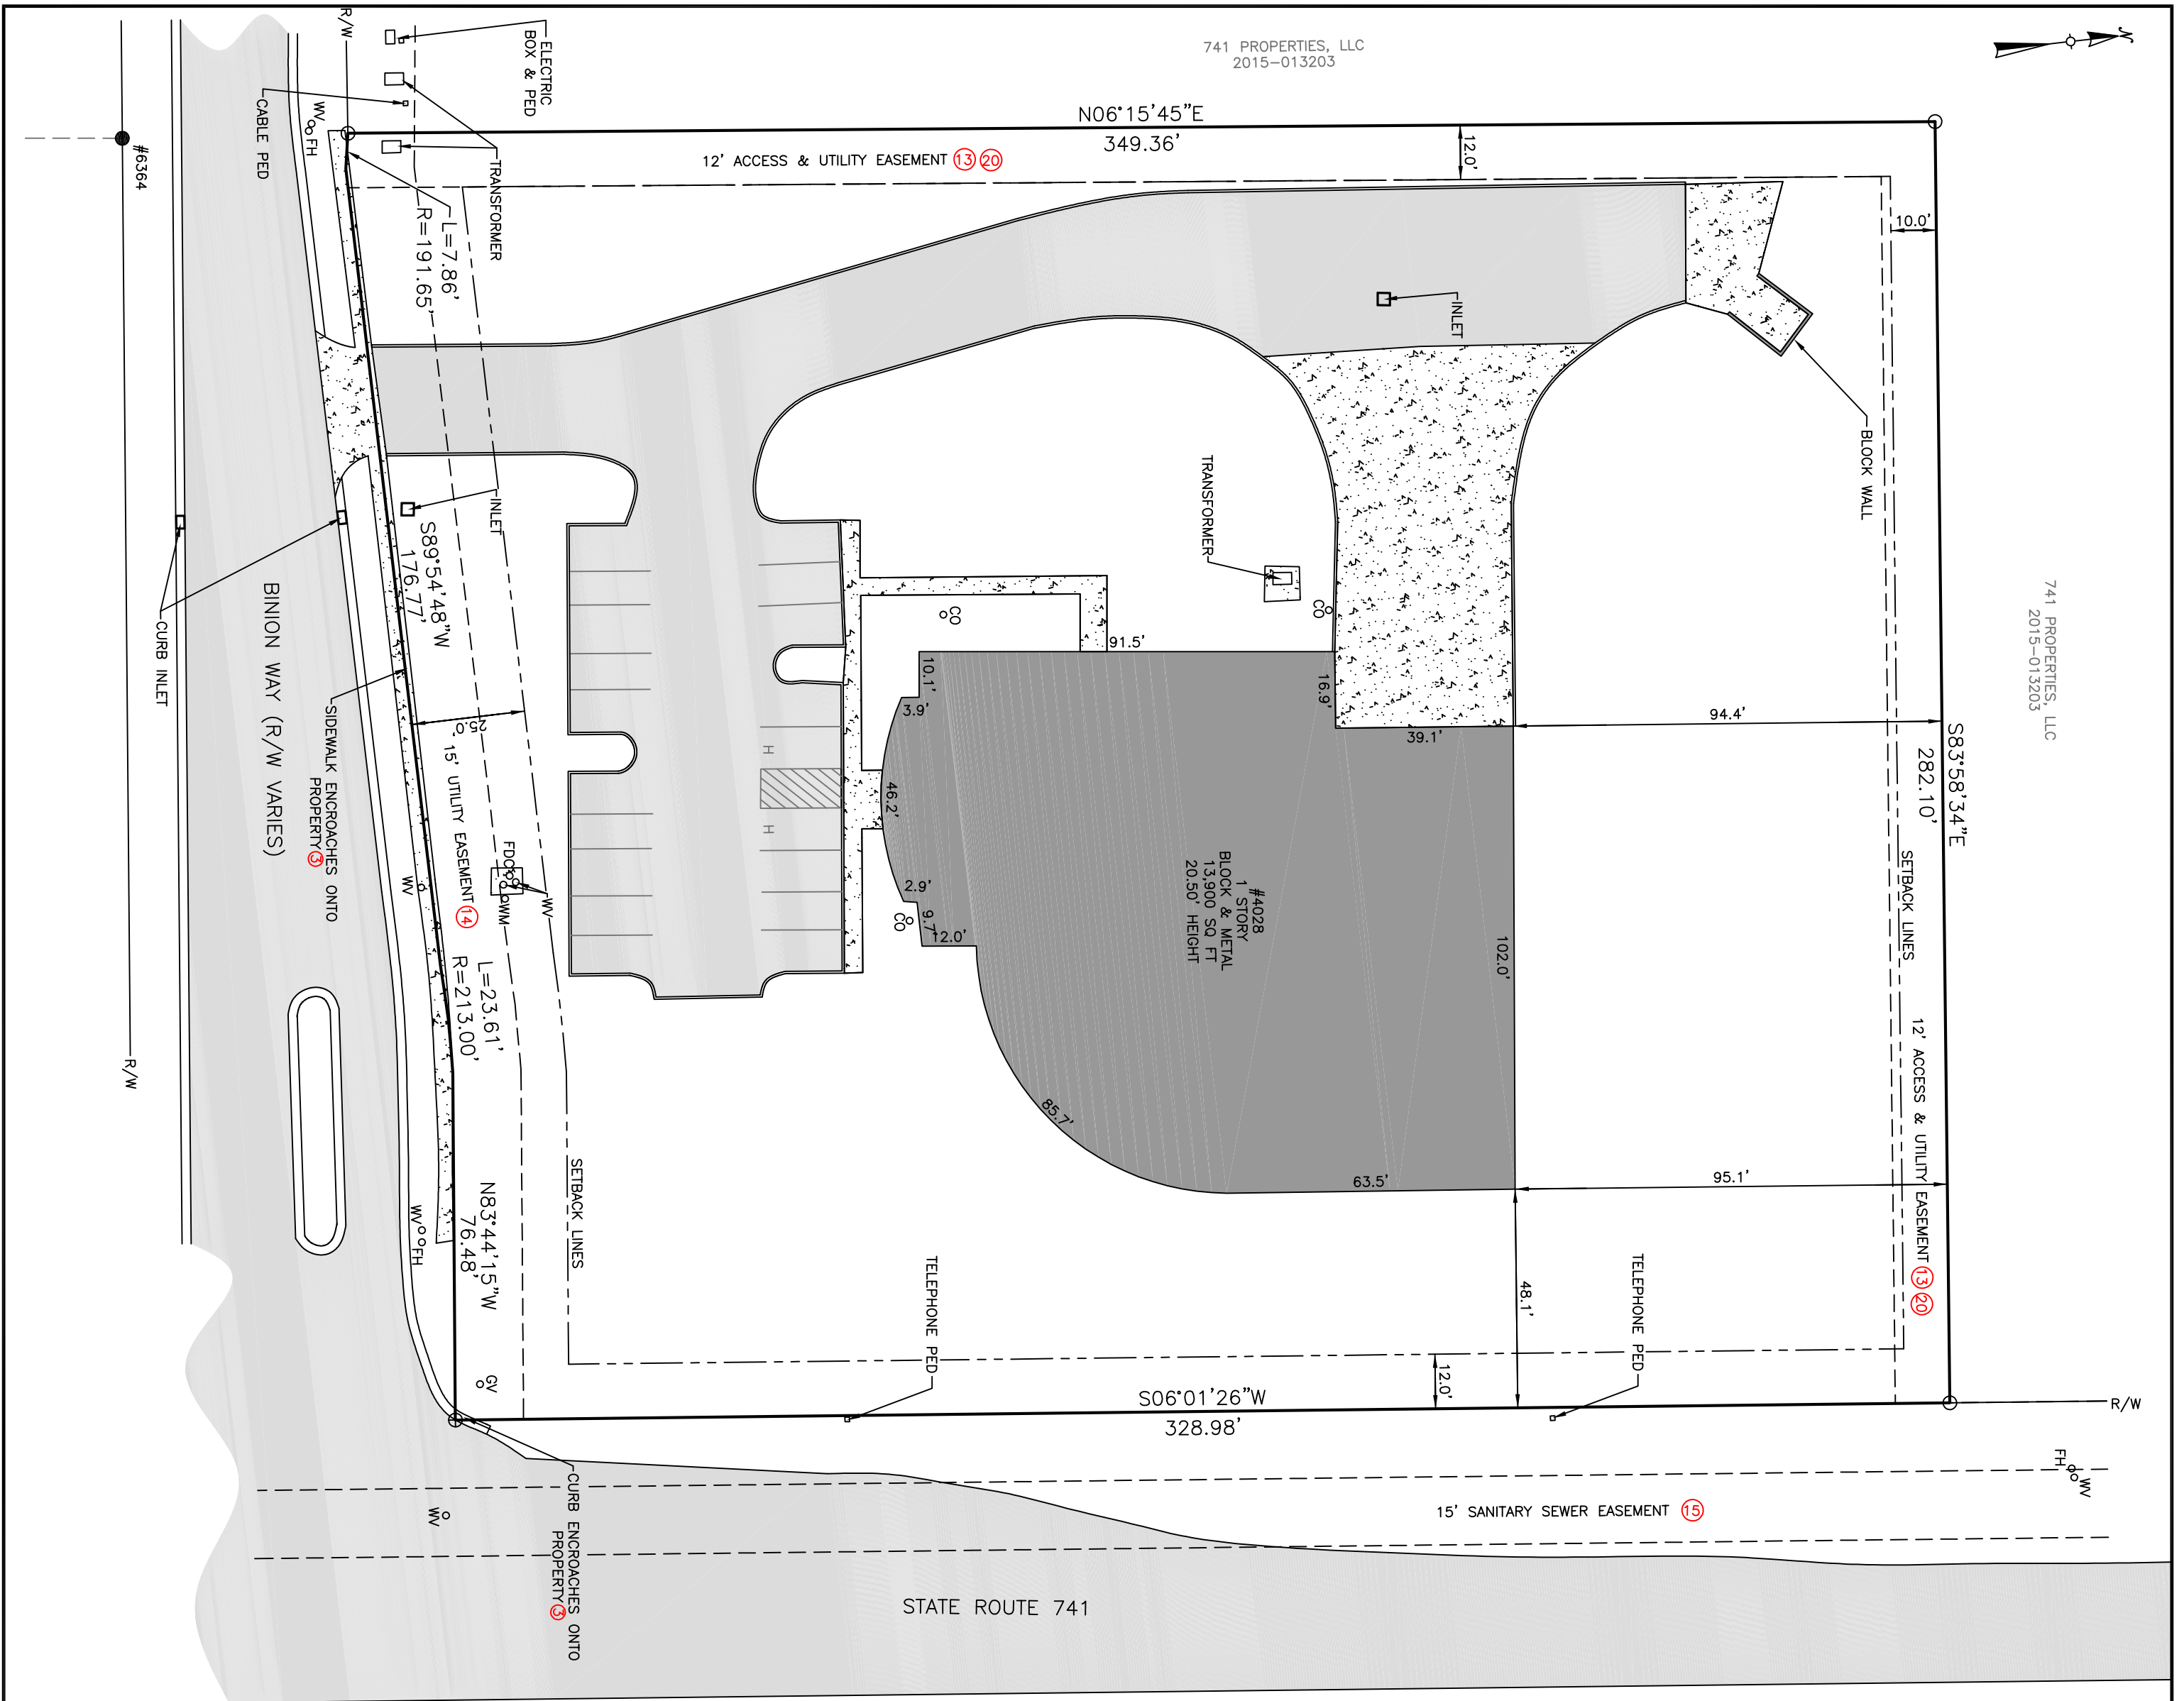 741 PROPERTIES, LLC
2015-013203
N
N06°15'45"E
349.36'
12' ACCESS & UTILITY EASEMENT 13 20
12.0'
10.0'
R/W
ELECTRIC
BOX & PED
TRANSFORMER
CABLE PED
WV
FH
#6364
L=7.86'
R=191.65'
INLET
BLOCK WALL
741 PROPERTIES, LLC
2015-013203
S83°58'34"E
282.10'
SETBACK LINES
12' ACCESS & UTILITY EASEMENT 13 20
TRANSFORMER
CO
CO
INLET
S89°54'48"W
176.77'
CURB INLET
BINION WAY (R/W VARIES)
SIDEWALK ENCROACHES ONTO
PROPERTY 3
25.0'
15' UTILITY EASEMENT 14
WV
FDC
WM
WV
H
H
91.5'
10.1'
3.9'
46.2'
2.9'
9.7'
12.0'
CO
16.9'
39.1'
94.4'
102.0'
#4028
1 STORY
BLOCK & METAL
13,900 SQ FT
20.50' HEIGHT
85.7'
63.5'
95.1'
48.1'
L=23.61'
R=213.00'
SETBACK LINES
N83°44'15"W
76.48'
WV
FH
GV
R/W
TELEPHONE PED
TELEPHONE PED
12.0'
S06°01'26"W
328.98'
R/W
FH
WV
15' SANITARY SEWER EASEMENT 15
WV
CURB ENCROACHES ONTO
PROPERTY 3
STATE ROUTE 741